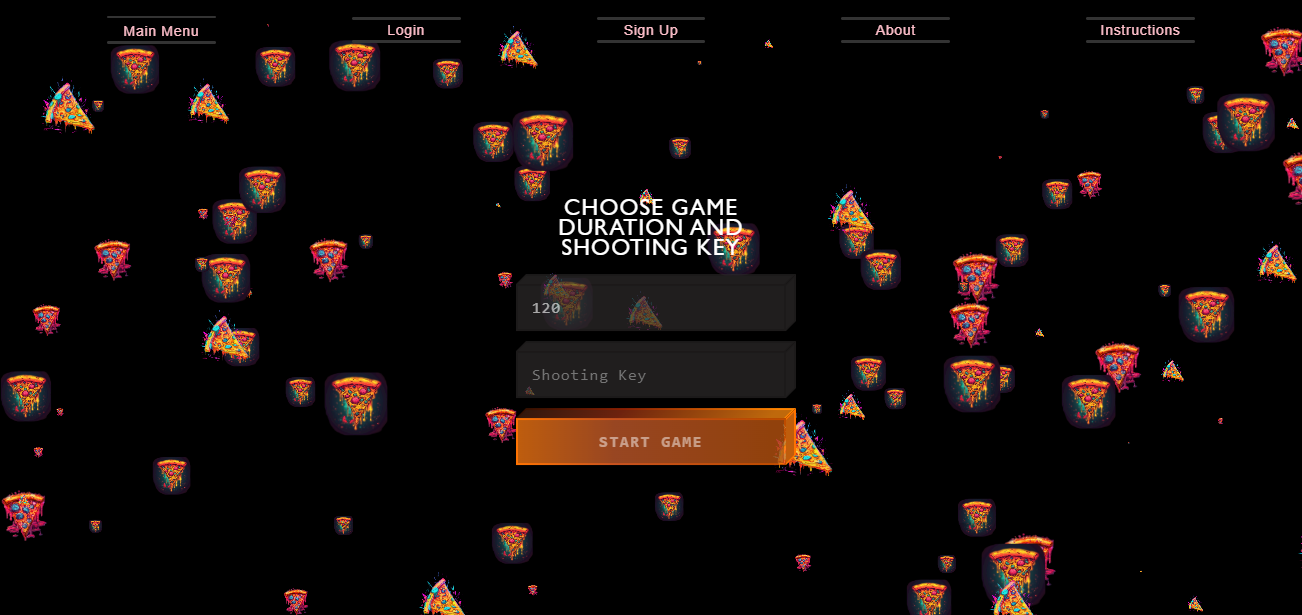 Main Menu
Login
Sign Up
About
Instructions
CHOOSE GAME
DURATION AND
SHOOTING KEY
120
Shooting Key
START GAME